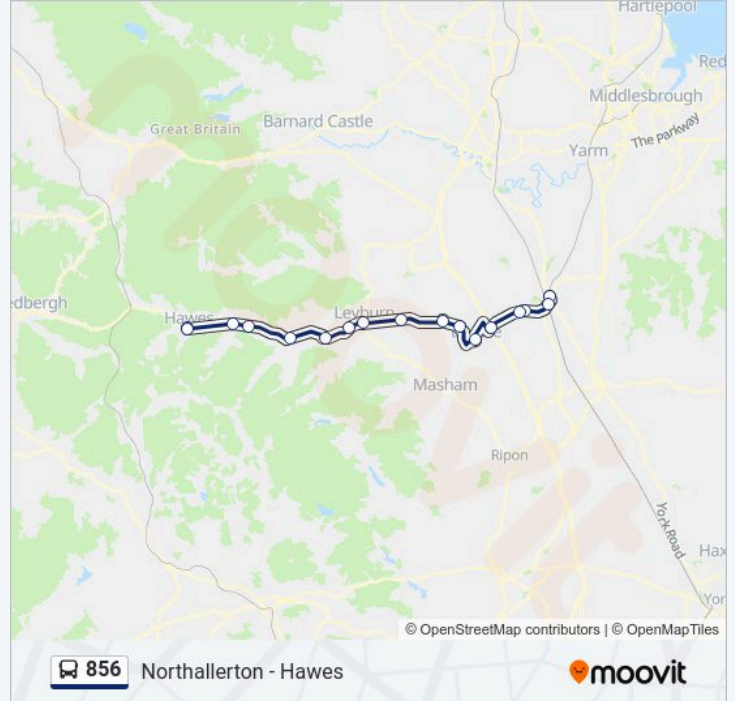 Hartlepool
Red
Middlesbrough
Great Britain
Barnard Castle
The parkway
Yarm
edbergh
Hawes
Leyburn
Masham
Ripon
York Road
Hax
Yor
moovit
© OpenStreetMap contributors | © OpenMapTiles
856 Northallerton - Hawes
moovit